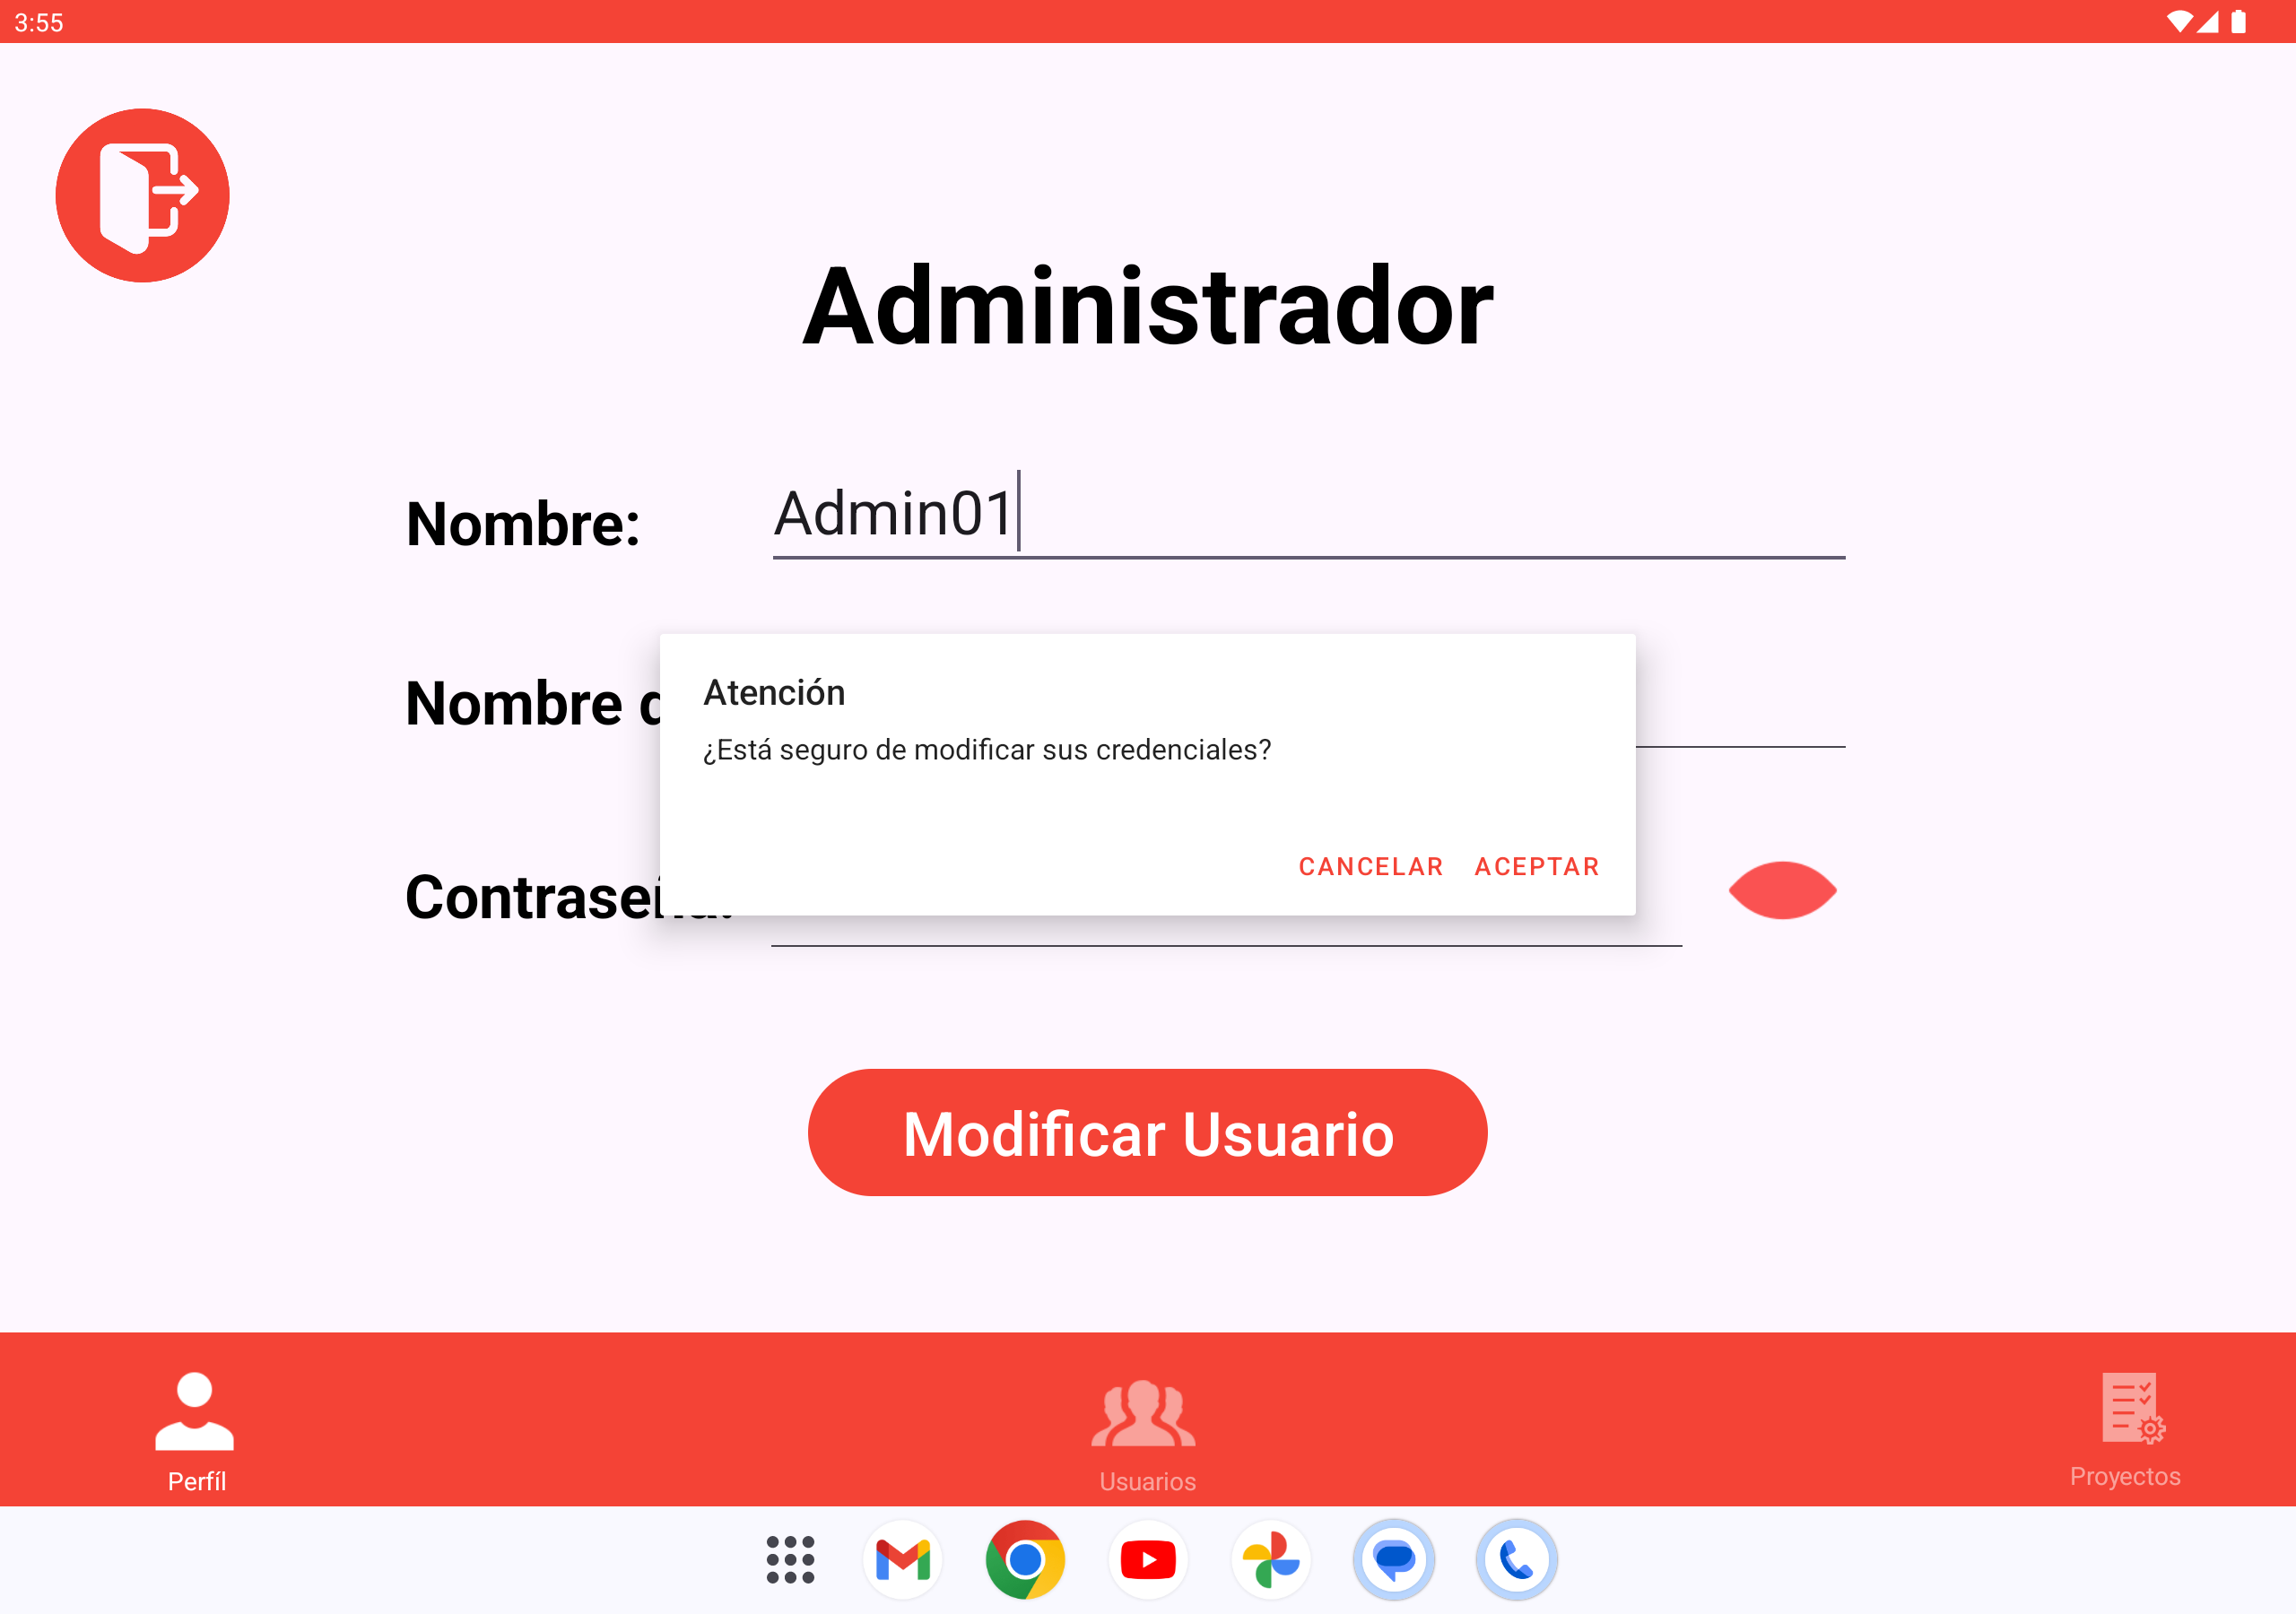 3:55
Administrador
Nombre:
Admin01
Nombre
Atención
¿Está seguro de modificar sus credenciales?
CANCELAR ACEPTAR
Modificar Usuario
Perfíl
Usuarios
Proyectos